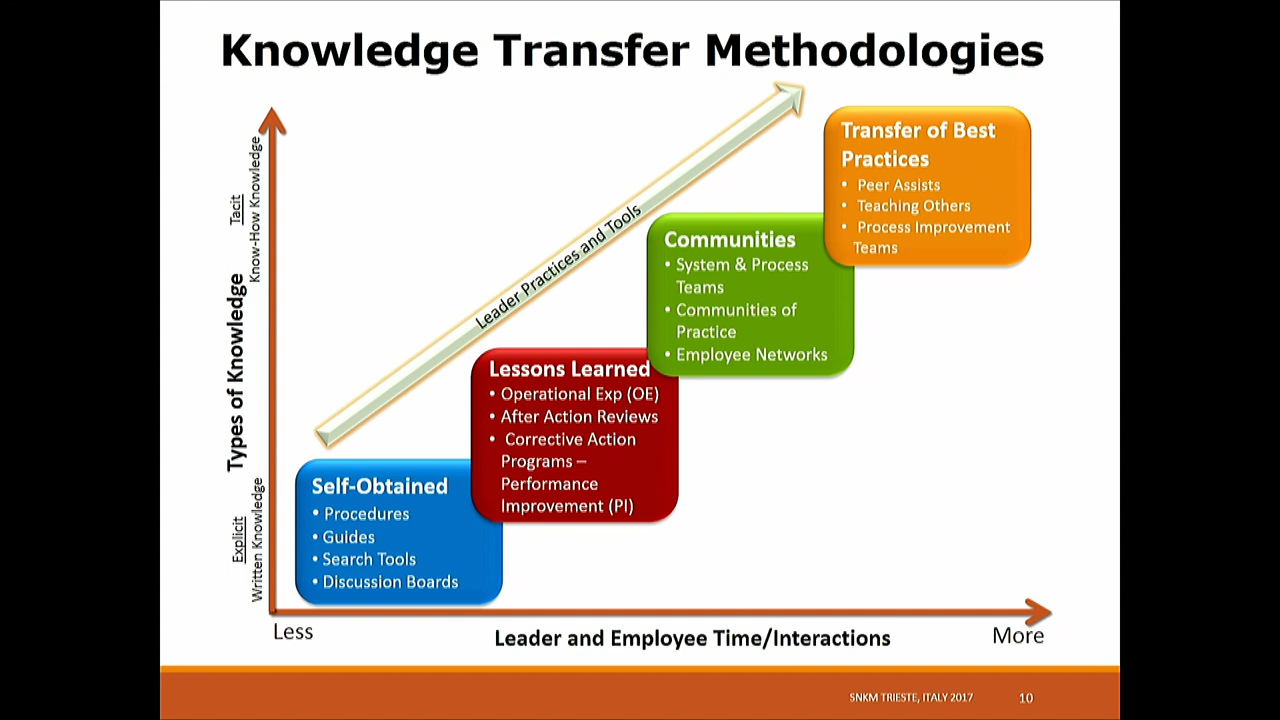 Knowledge Transfer Methodologies
Types of Knowledge
Tacit
Know-How Knowledge
Explicit
Written Knowledge
Leader Practices and Tools
Transfer of Best
Practices
• Peer Assists
• Teaching Others
• Process Improvement
Teams
Communities
• System & Process
Teams
• Communities of
Practice
• Employee Networks
Lessons Learned
• Operational Exp (OE)
• After Action Reviews
• Corrective Action
Programs –
Performance
Improvement (PI)
Self-Obtained
• Procedures
• Guides
• Search Tools
• Discussion Boards
Less
Leader and Employee Time/Interactions
More
SNKM TRIESTE, ITALY 2017
10